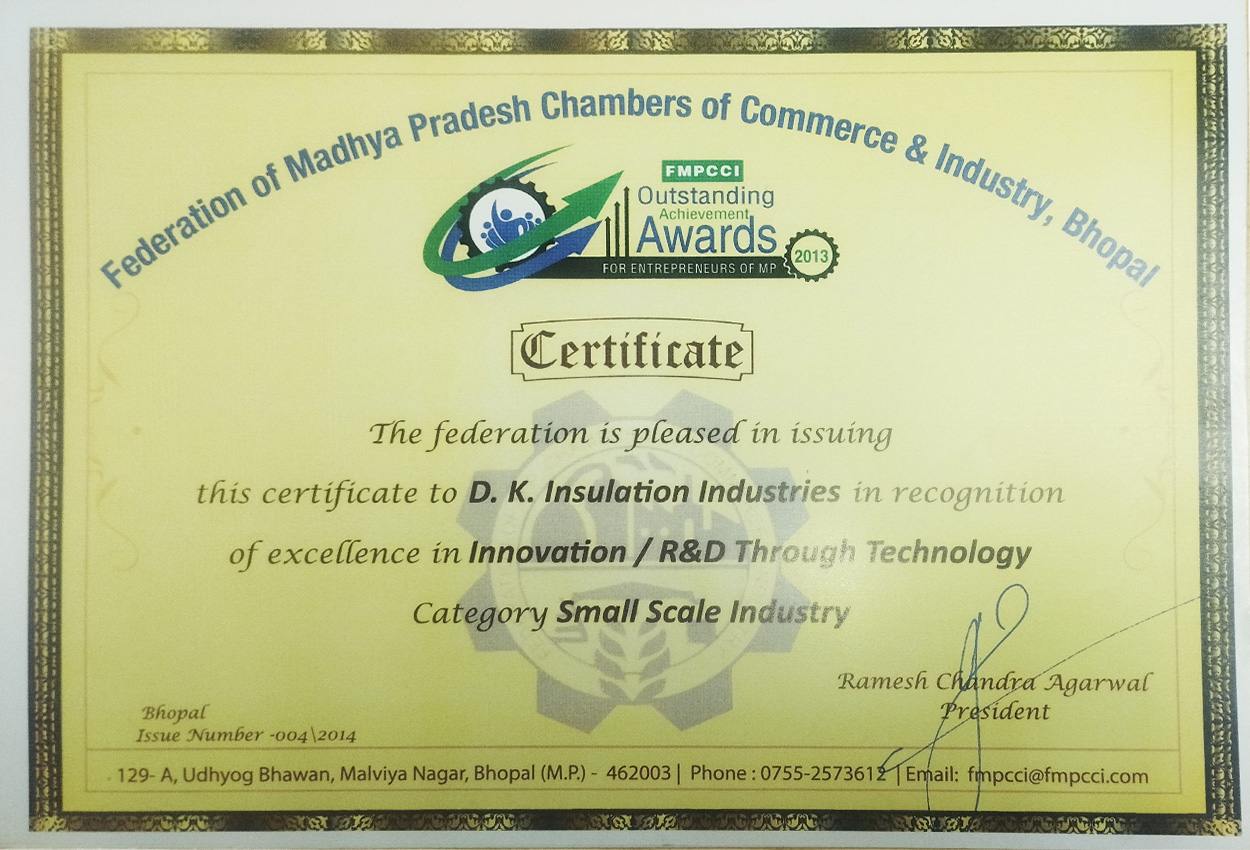 Federation of Madhya Pradesh Chambers of Commerce & Industry, Bhopal
FMPCCI
Outstanding
Achievement
Awards
FOR ENTREPRENEURS OF MP
2013
Certificate
The federation is pleased in issuing
this certificate to D. K. Insulation Industries in recognition
of excellence in Innovation / R&D Through Technology
Category Small Scale Industry
Ramesh Chandra Agarwal
President
Bhopal
Issue Number -004\2014
129- A, Udhyog Bhawan, Malviya Nagar, Bhopal (M.P.) - 462003 | Phone : 0755-2573612 | Email: fmpcci@fmpcci.com